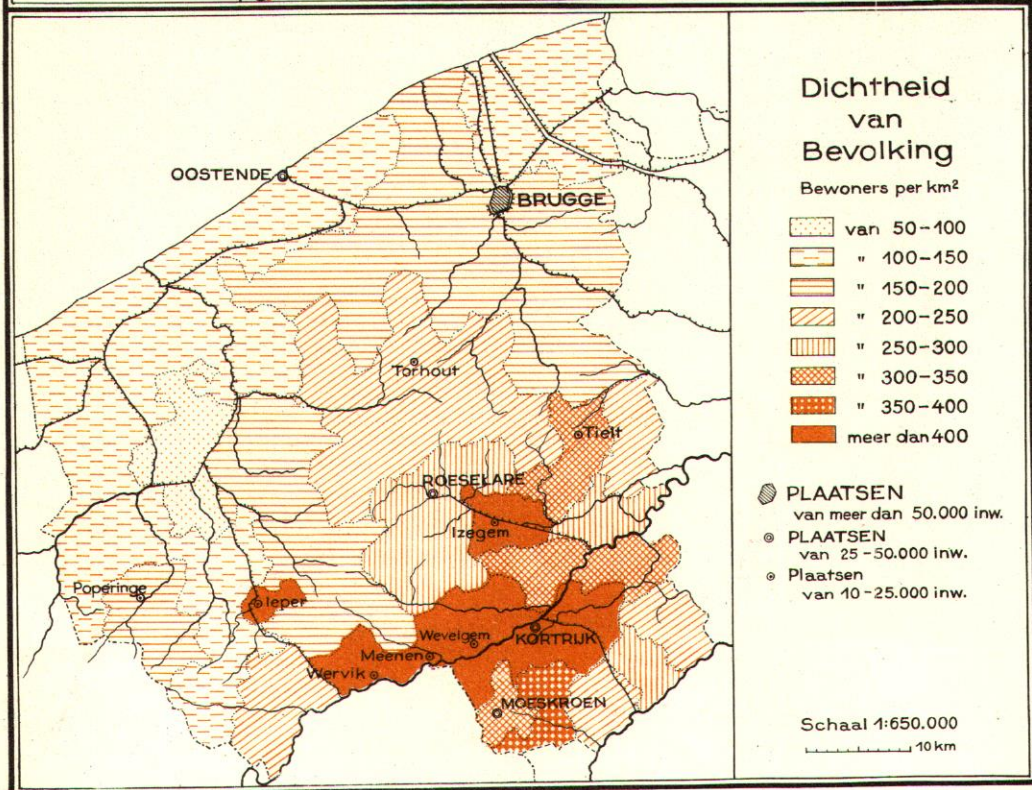 Dichtheid
van
Bevolking
Bewoners per km²
van 50-100
" 100-150
" 150-200
" 200-250
" 250-300
" 300-350
" 350-400
meer dan 400
PLAATSEN
van meer dan 50.000 inw.
PLAATSEN
van 25-50.000 inw.
Plaatsen
van 10-25.000 inw.
Schaal 1:650.000
10 km
OOSTENDE
BRUGGE
Torhout
Tielt
ROESELARE
Izegem
Poperinge
Ieper
Wevelgem
KORTRIJK
Meenen
Wervik
MOESKROEN